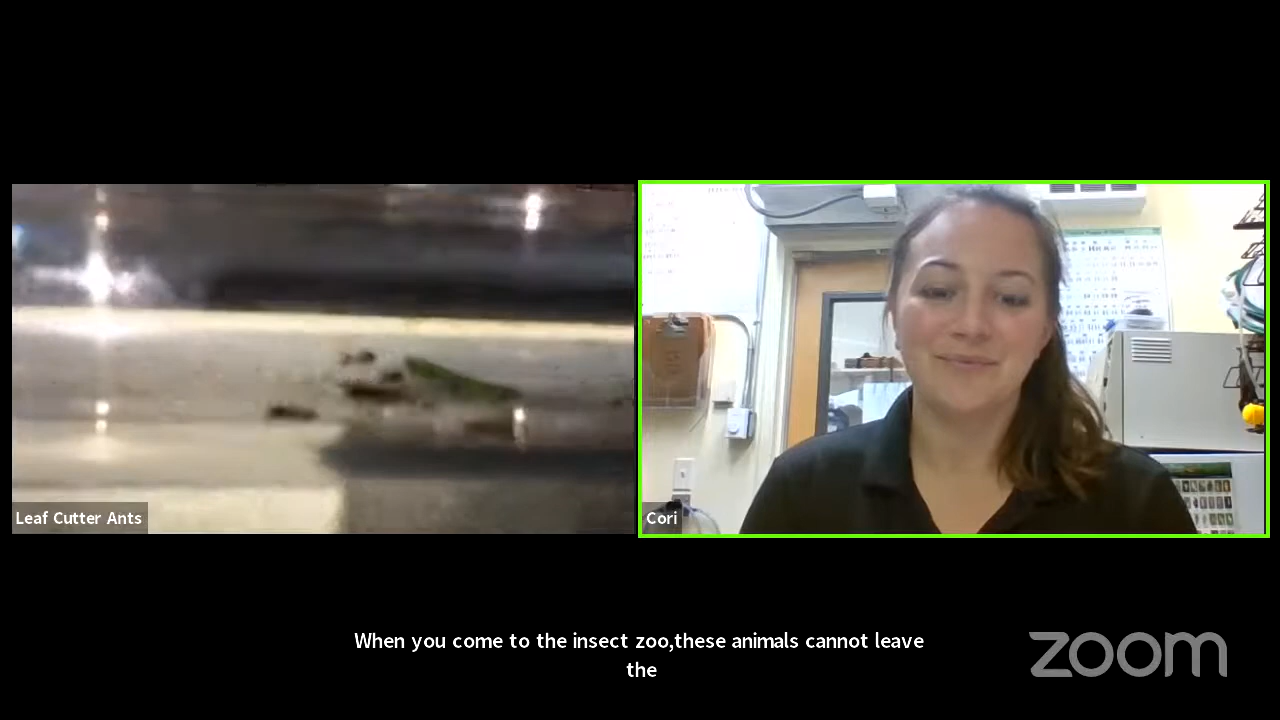 Leaf Cutter Ants
Cori
When you come to the insect zoo,these animals cannot leave
the
zoom